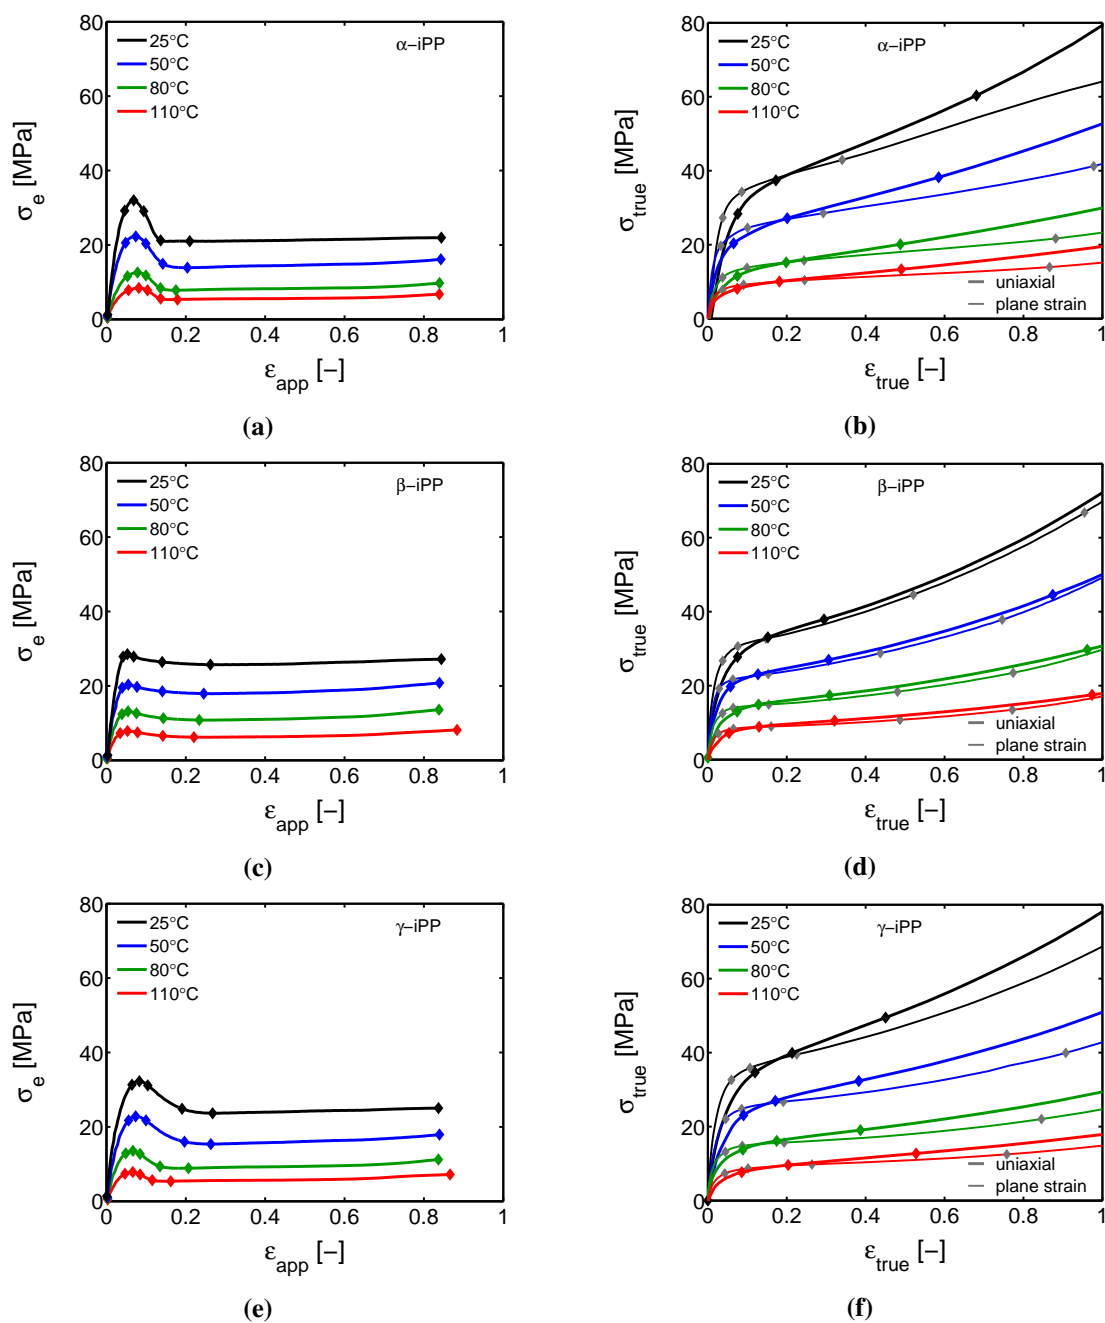 σe [MPa]
80
60
40
20
0
25°C
50°C
80°C
110°C
α−iPP
0 0.2 0.4 0.6 0.8 1
εapp [−]
(a)
σtrue [MPa]
80
60
40
20
0
25°C
50°C
80°C
110°C
α−iPP
uniaxial
plane strain
0 0.2 0.4 0.6 0.8 1
εtrue [−]
(b)
σe [MPa]
80
60
40
20
0
25°C
50°C
80°C
110°C
β−iPP
0 0.2 0.4 0.6 0.8 1
εapp [−]
(c)
σtrue [MPa]
80
60
40
20
0
25°C
50°C
80°C
110°C
β−iPP
uniaxial
plane strain
0 0.2 0.4 0.6 0.8 1
εtrue [−]
(d)
σe [MPa]
80
60
40
20
0
25°C
50°C
80°C
110°C
γ−iPP
0 0.2 0.4 0.6 0.8 1
εapp [−]
(e)
σtrue [MPa]
80
60
40
20
0
25°C
50°C
80°C
110°C
γ−iPP
uniaxial
plane strain
0 0.2 0.4 0.6 0.8 1
εtrue [−]
(f)